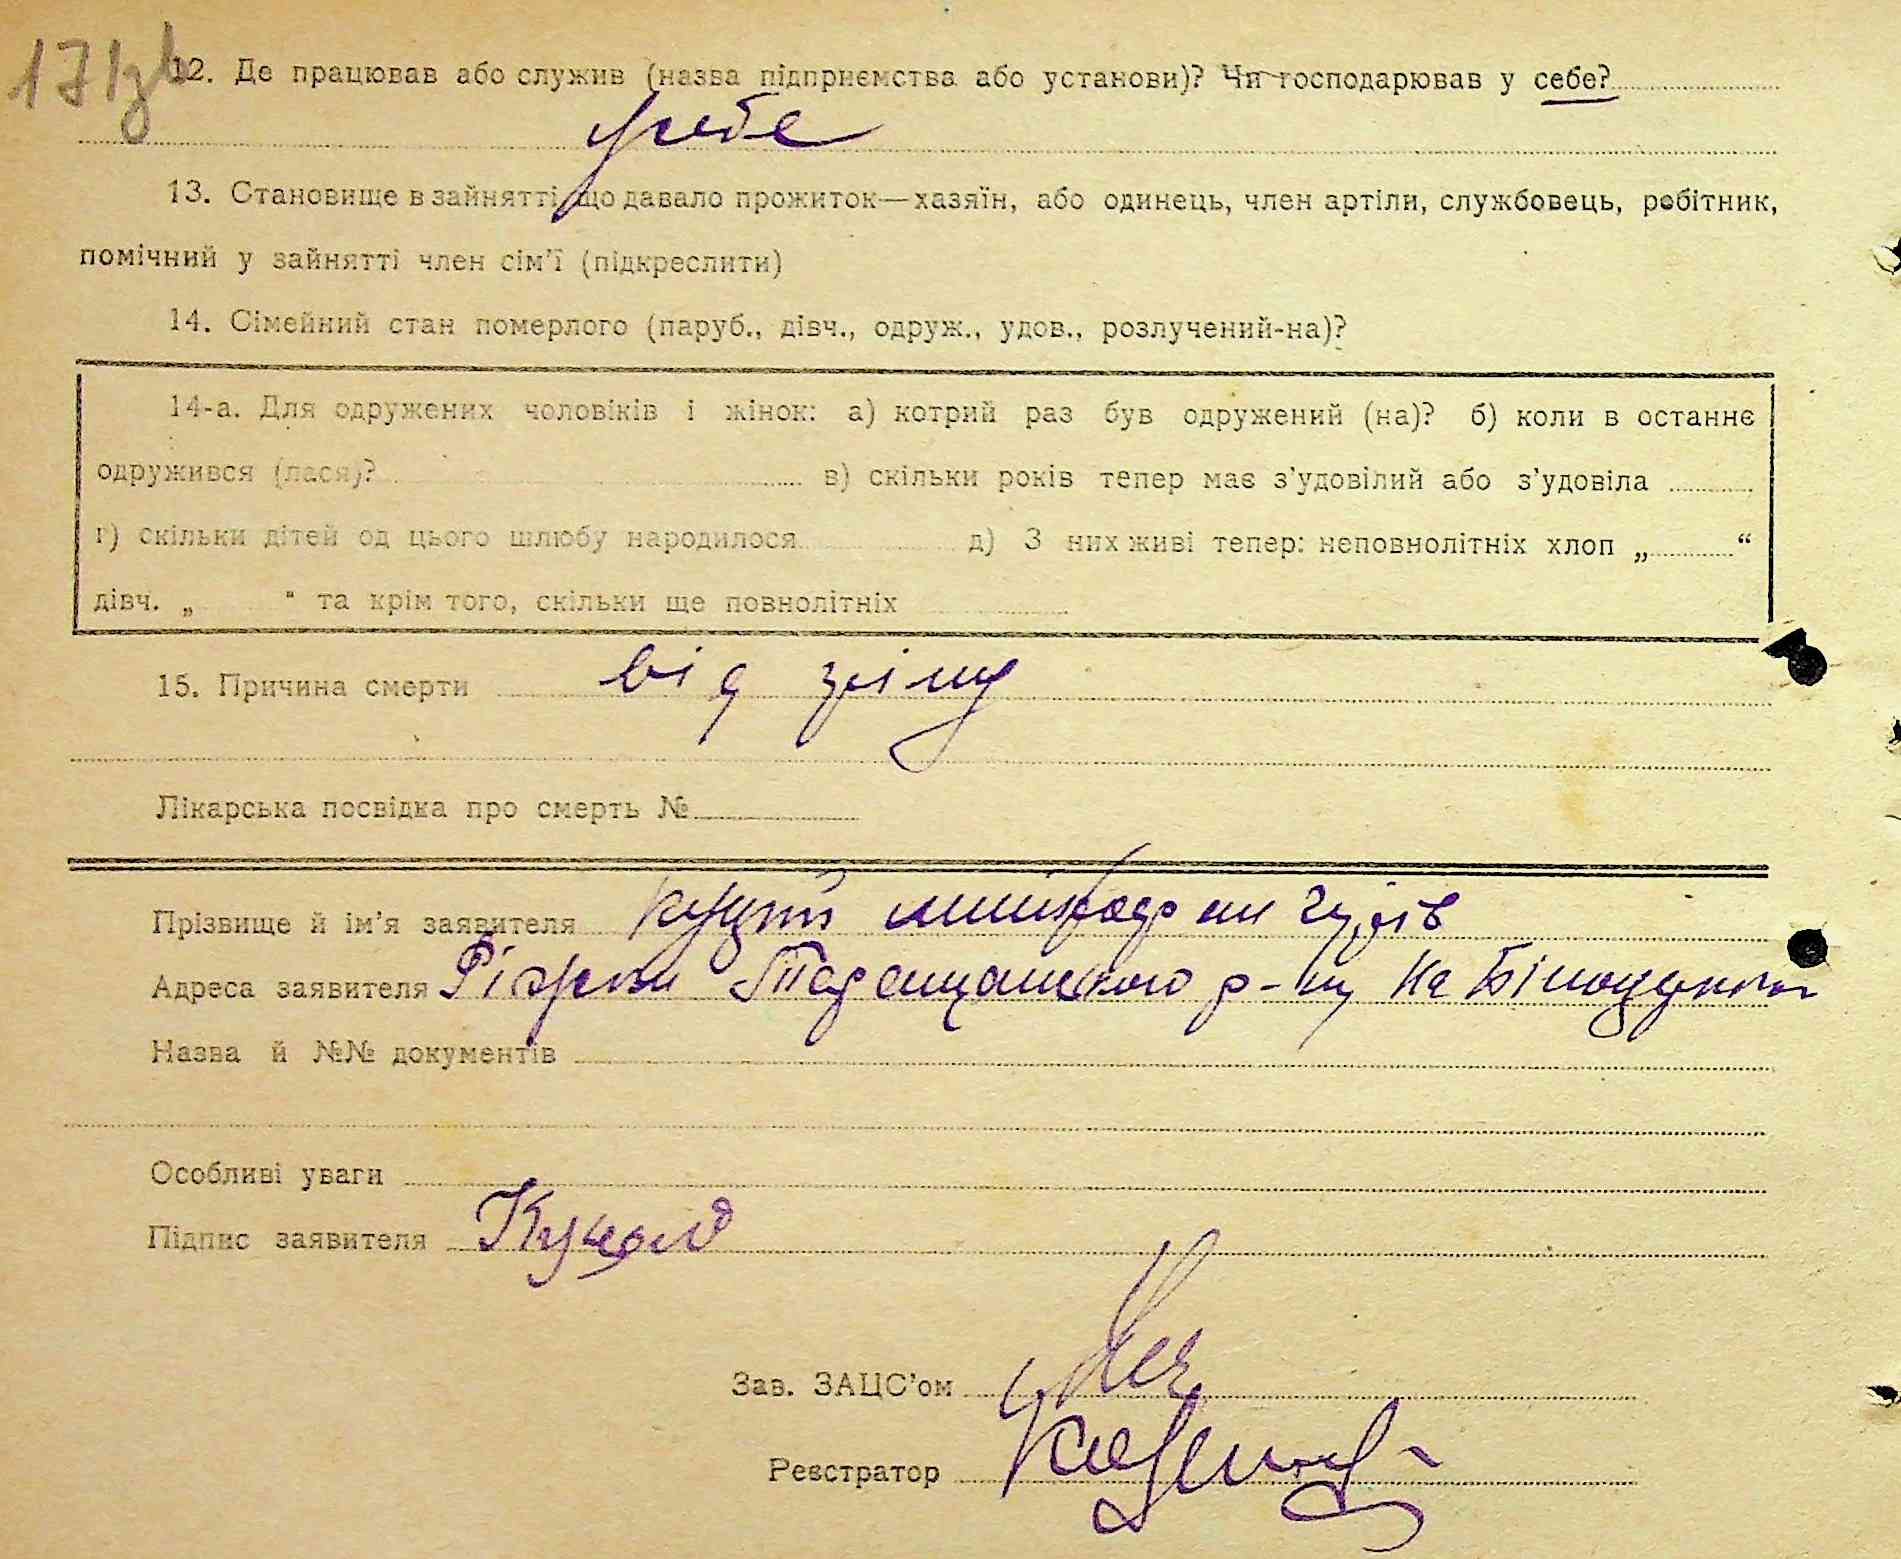 171зв
12. Де працював або служив (назва підприємства або установи)? Чи господарював у себе?
у себе
13. Становище в зайнятті що давало прожиток—хазяїн, або одинець, член артіли, службовець, робітник,
помічний у зайнятті член сім'ї (підкреслити)
14. Сімейний стан померлого (паруб., дівч., одруж., удов., розлучений-на)?
14-а. Для одружених чоловіків і жінок: а) котрий раз був одружений (на)? б) коли в останнє
одружився (лася)? в) скільки років тепер має з'удовілий або з'удовіла
г) скільки дітей од цього шлюбу народилося д) З них живі тепер: неповнолітніх хлоп „ “
дівч. „ “ та крім того, скільки ще повнолітніх
15. Причина смерти від
Лікарська посвідка про смерть №
Прізвище й ім'я заявителя
Адреса заявителя Таращанського р-ну на
Назва й №№ документів
Особливі уваги
Підпис заявителя
Зав. ЗАЦС'ом
Реєстратор